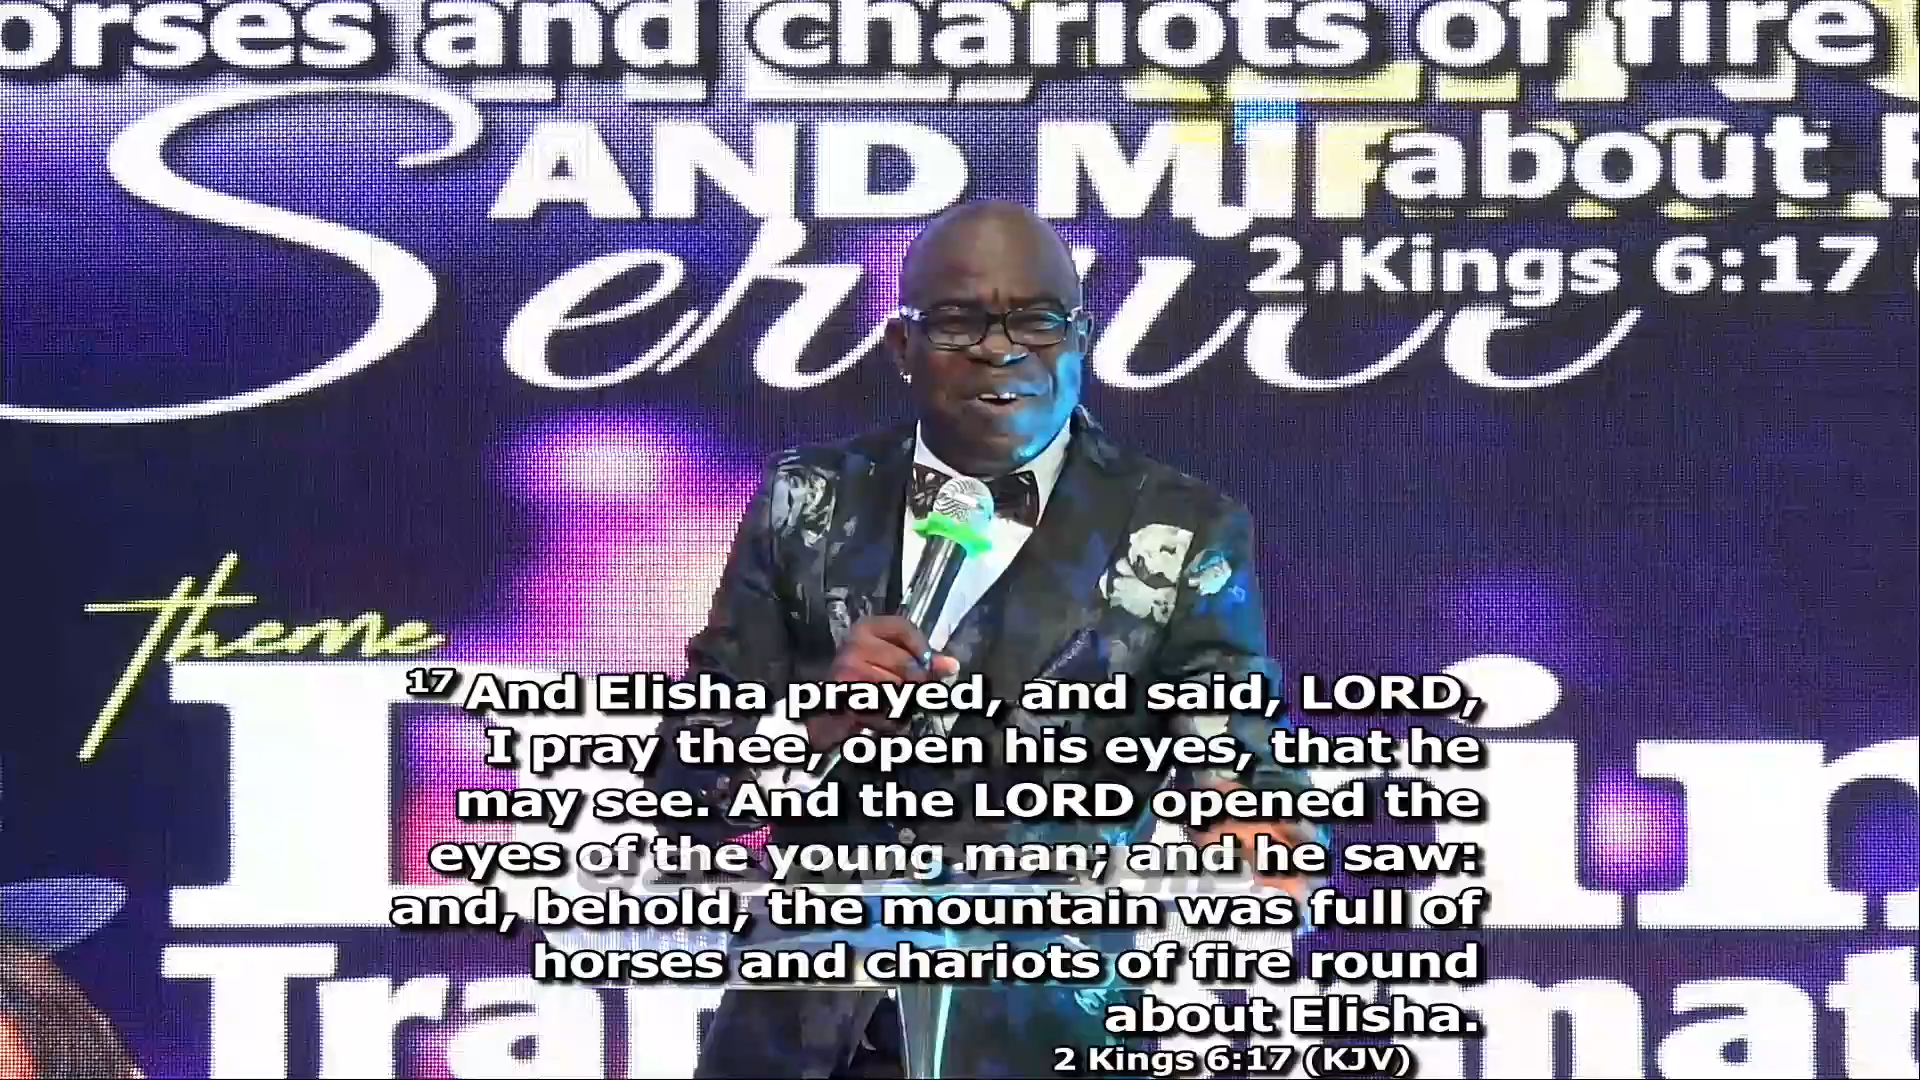 orses and chariots of fire
AND MI
about
2 Kings 6:17
Service
theme
17 And Elisha prayed, and said, LORD,
I pray thee, open his eyes, that he
may see. And the LORD opened the
eyes of the young man; and he saw:
and, behold, the mountain was full of
horses and chariots of fire round
about Elisha.
2 Kings 6:17 (KJV)